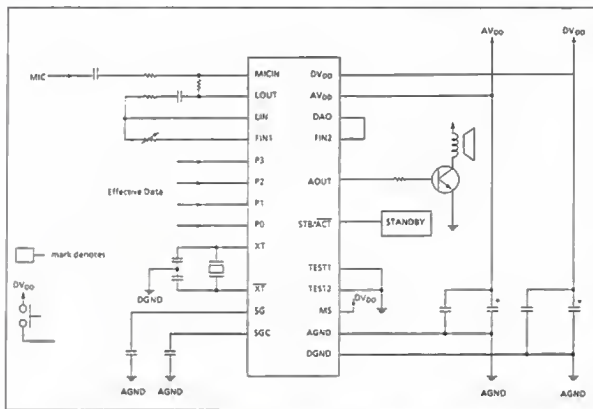 AVDD
DVDD
MIC
MICIN
DVDD
LOUT
AVDD
LIN
DAO
FIN1
FIN2
P3
AOUT
Effective Data
P2
P1
STB/ACT
STANDBY
P0
XT
mark denotes
TEST1
DVDD
DGND
XT
TEST2
DVDD
SG
MS
SGC
AGND
DGND
AGND
AGND
AGND
AGND